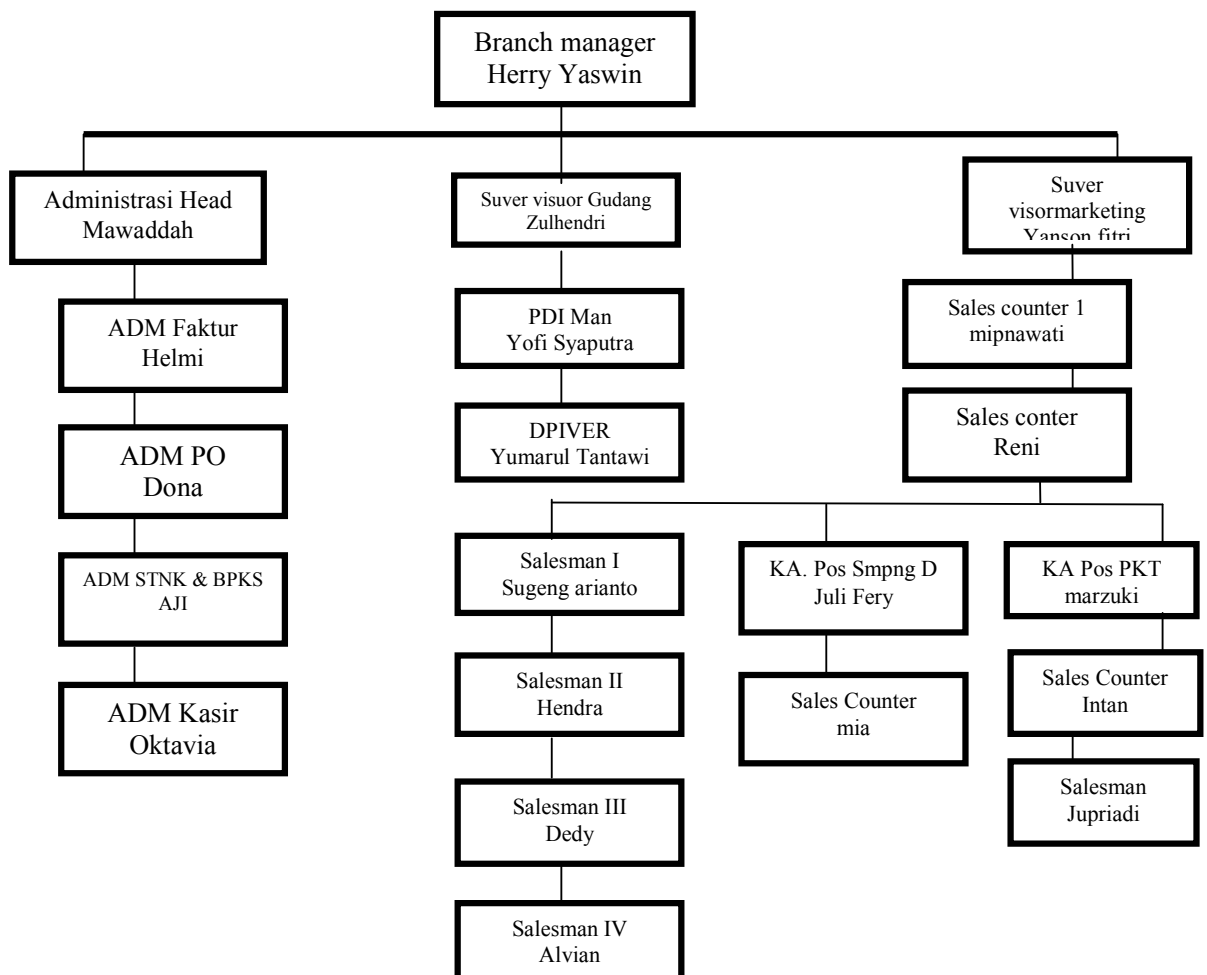 Branch manager
Herry Yaswin
Administrasi Head
Mawaddah
Suver visuor Gudang
Zulhendri
Suver
visormarketing
Yanson fitri
ADM Faktur
Helmi
PDI Man
Yofi Syaputra
Sales counter 1
mipnawati
ADM PO
Dona
DPIVER
Yumarul Tantawi
Sales conter
Reni
ADM STNK & BPKS
AJI
Salesman I
Sugeng arianto
KA. Pos Smpng D
Juli Fery
KA Pos PKT
marzuki
ADM Kasir
Oktavia
Salesman II
Hendra
Sales Counter
mia
Sales Counter
Intan
Salesman III
Dedy
Salesman
Jupriadi
Salesman IV
Alvian